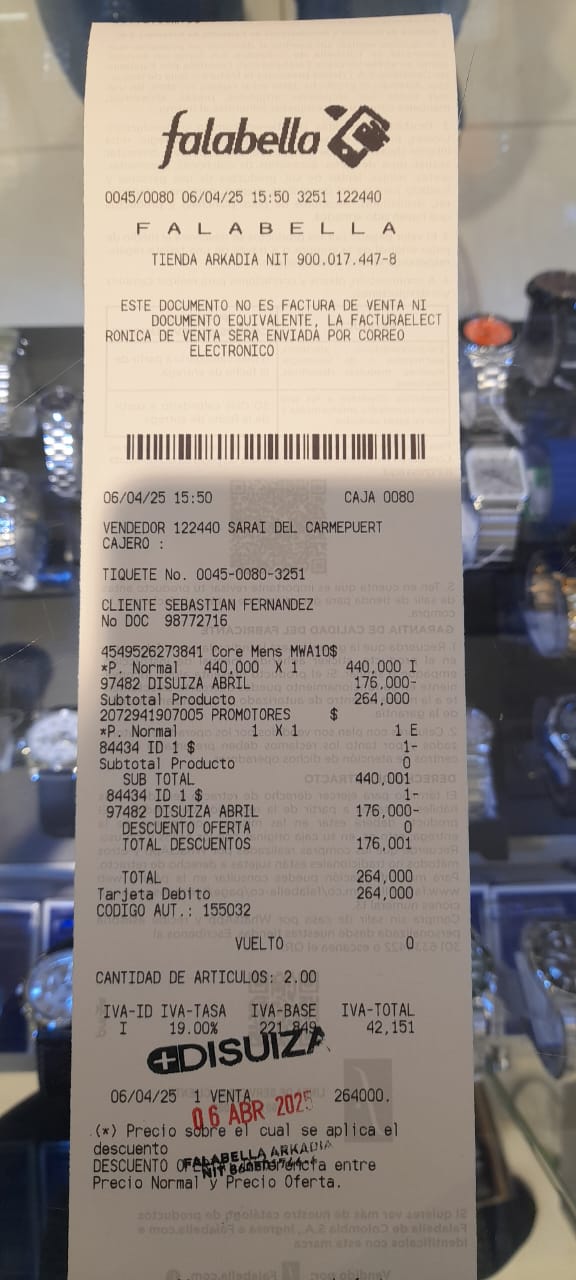 falabella
0045/0080 06/04/25 15:50 3251 122440
F A L A B E L L A
TIENDA ARKADIA NIT 900.017.447-8
ESTE DOCUMENTO NO ES FACTURA DE VENTA NI
DOCUMENTO EQUIVALENTE, LA FACTURAELECT
RONICA DE VENTA SERA ENVIADA POR CORREO
ELECTRONICO
06/04/25 15:50 CAJA 0080
VENDEDOR 122440 SARAI DEL CARMEPUERT
CAJERO :
TIQUETE No. 0045-0080-3251
CLIENTE SEBASTIAN FERNANDEZ
No DOC 98772716
4549526273841 Core Mens MWA10$
*P. Normal 440,000 X 1 440,000 I
97482 DISUIZA ABRIL 176,000-
Subtotal Producto 264,000
2072941907005 PROMOTORES $
*P. Normal 1 X 1 1 E
84434 ID 1 $ 1-
Subtotal Producto 0
SUB TOTAL 440,001
84434 ID 1 $ 1-
97482 DISUIZA ABRIL 176,000-
DESCUENTO OFERTA 0
TOTAL DESCUENTOS 176,001
TOTAL 264,000
Tarjeta Debito 264,000
CODIGO AUT.: 155032
VUELTO 0
CANTIDAD DE ARTICULOS: 2.00
IVA-ID IVA-TASA IVA-BASE IVA-TOTAL
I 19.00% 221,849 42,151
DISUIZA
06/04/25 1 VENTA 264000.
06 ABR 2025
(*) Precio sobre el cual se aplica el
descuento
FALABELLA ARKADIA
DESCUENTO entre
NIT
Precio Normal y Precio Oferta.